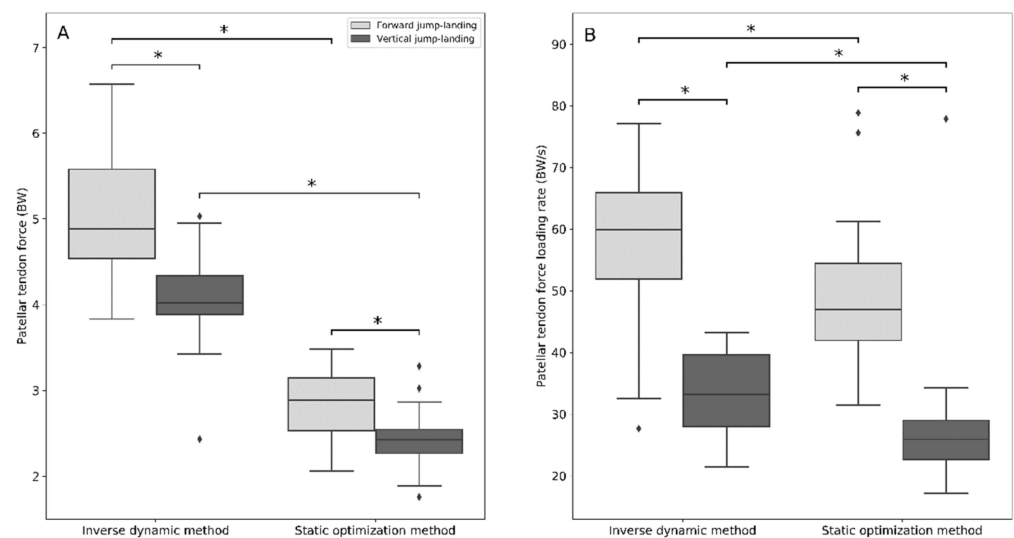 A
Forward jump-landing
Vertical jump-landing
*
*
*
*
7
6
5
4
3
2
Patellar tendon force (BW)
Inverse dynamic method
Static optimization method
B
*
*
*
*
90
80
70
60
50
40
30
20
Patellar tendon force loading rate (BW/s)
Inverse dynamic method
Static optimization method